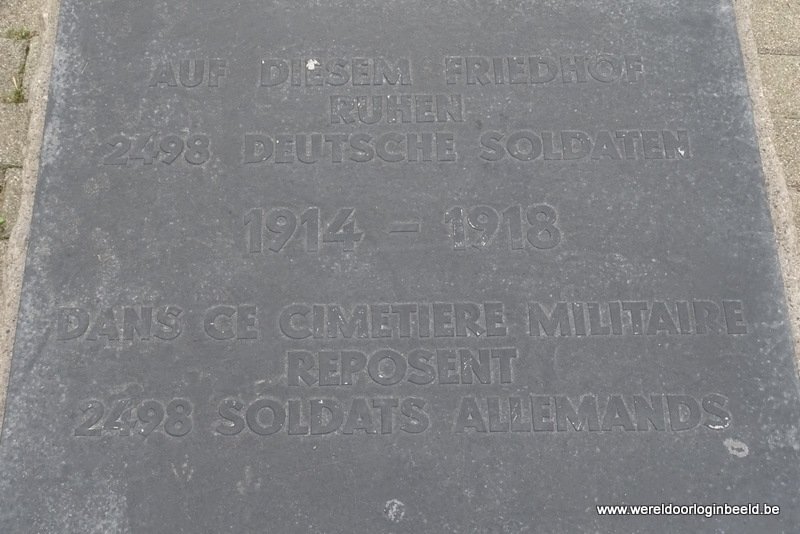 AUF DIESEM FRIEDHOF
RUHEN
2498 DEUTSCHE SOLDATEN
1914 - 1918
DANS CE CIMETIERE MILITAIRE
REPOSENT
2498 SOLDATS ALLEMANDS
www.wereldoorloginbeeld.be